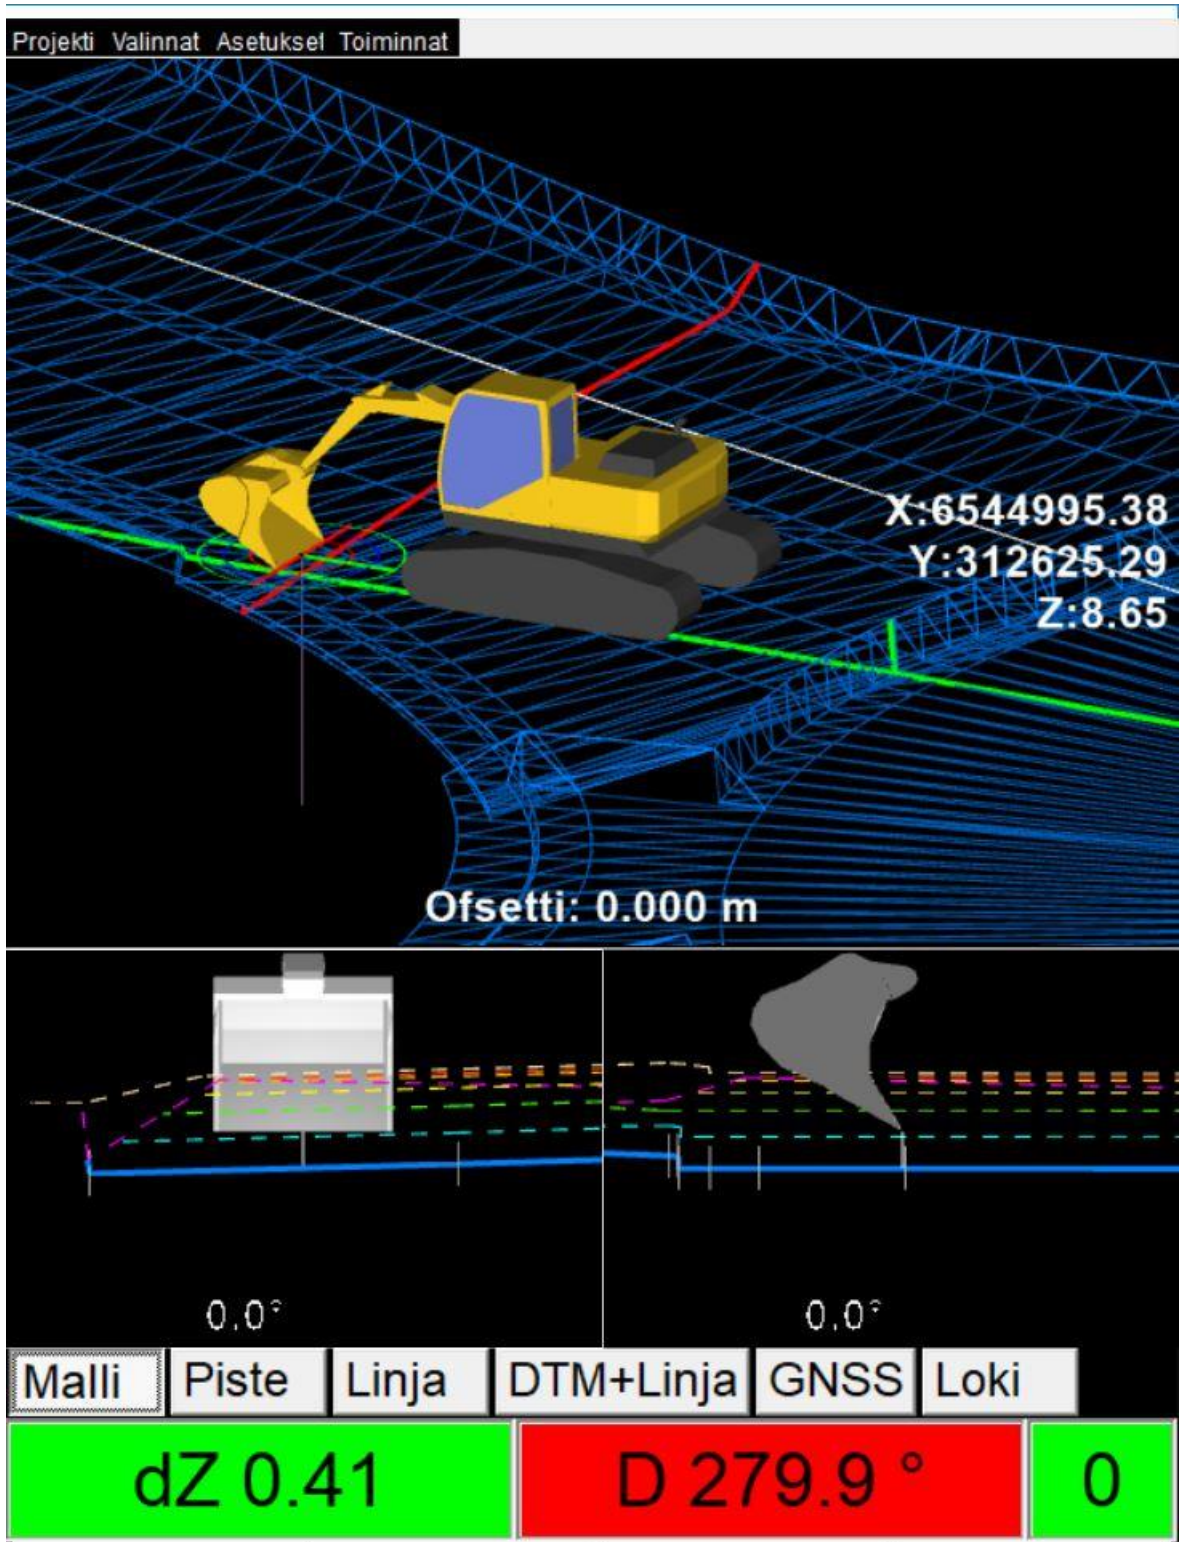 Projekti Valinnat Asetukset Toiminnat
X:6544995.38
Y:312625.29
Z:8.65
Ofsetti: 0.000 m
0.0°
0.0°
Malli Piste Linja DTM+Linja GNSS Loki
dZ 0.41 D 279.9 ° 0